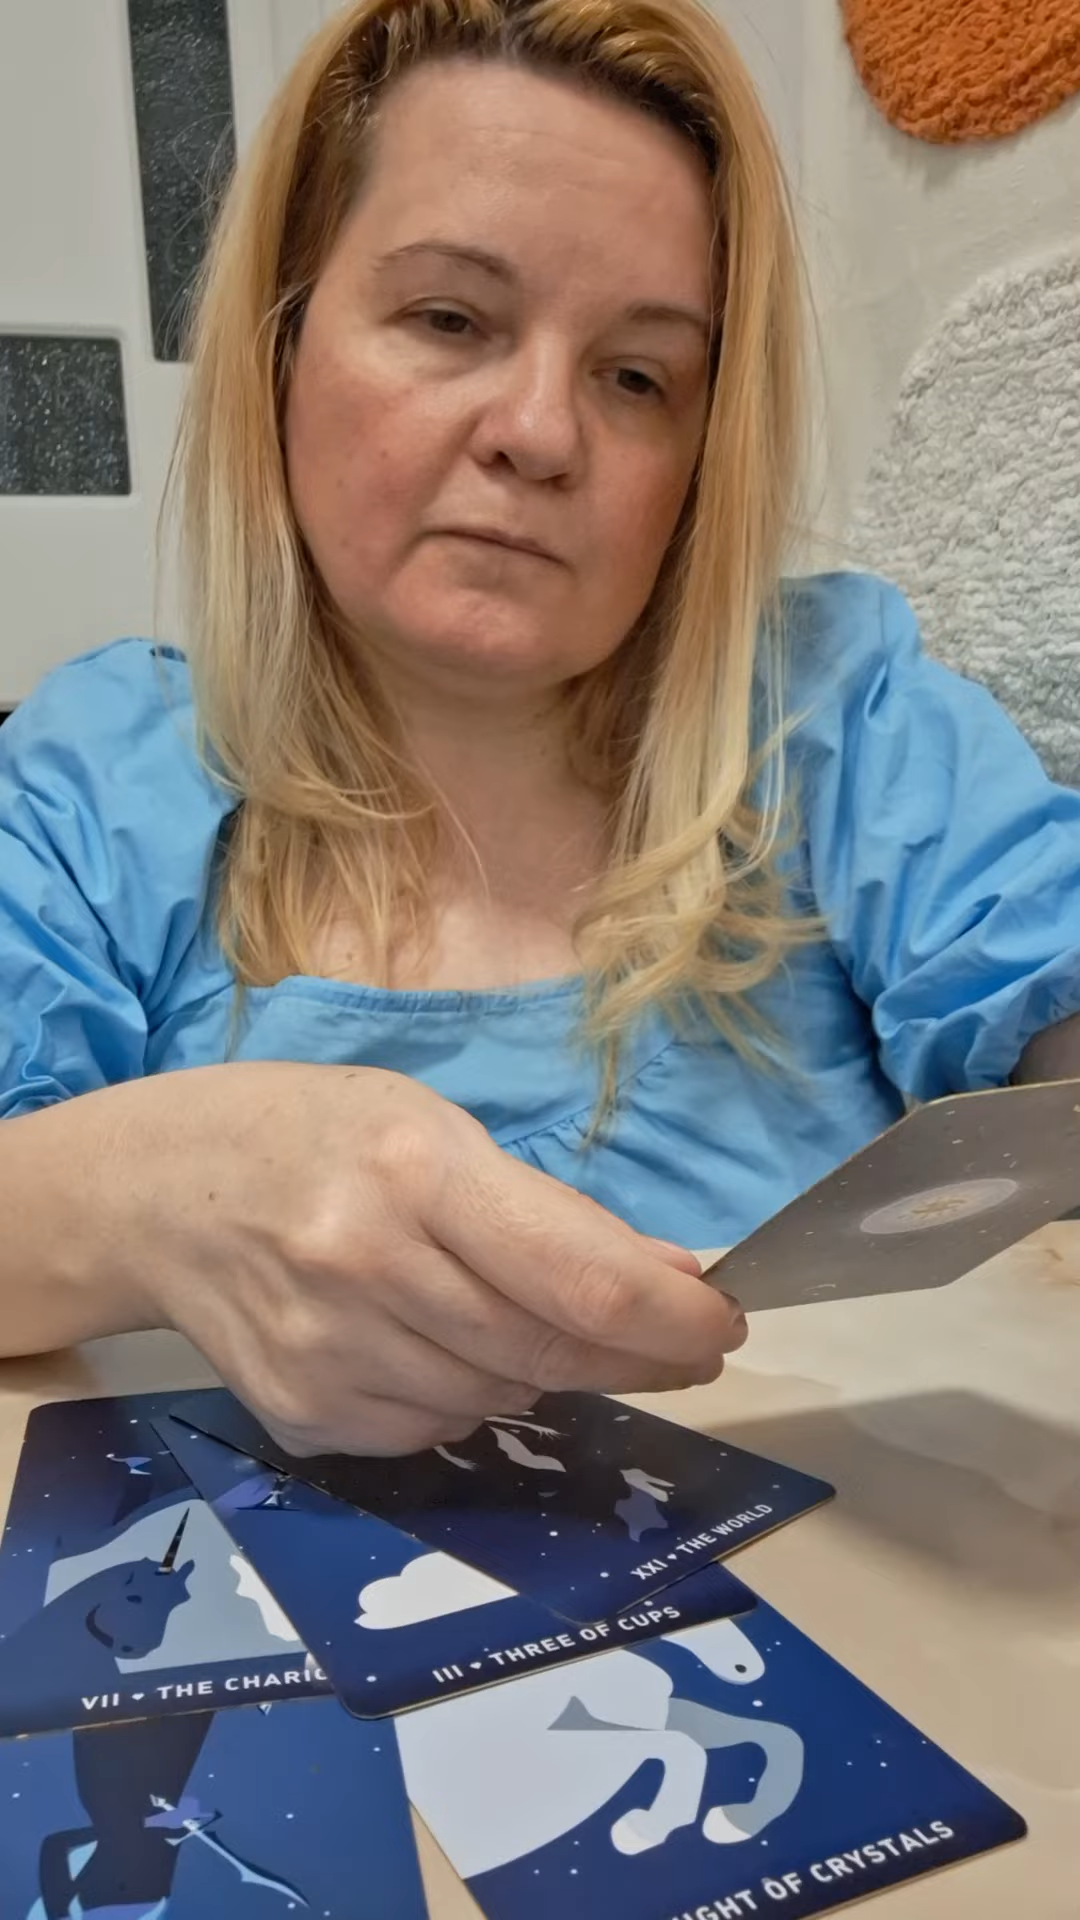 XXI ♥ THE WORLD
III ♥ THREE OF CUPS
VII ♥ THE CHARIO
IGHT OF CRYSTALS